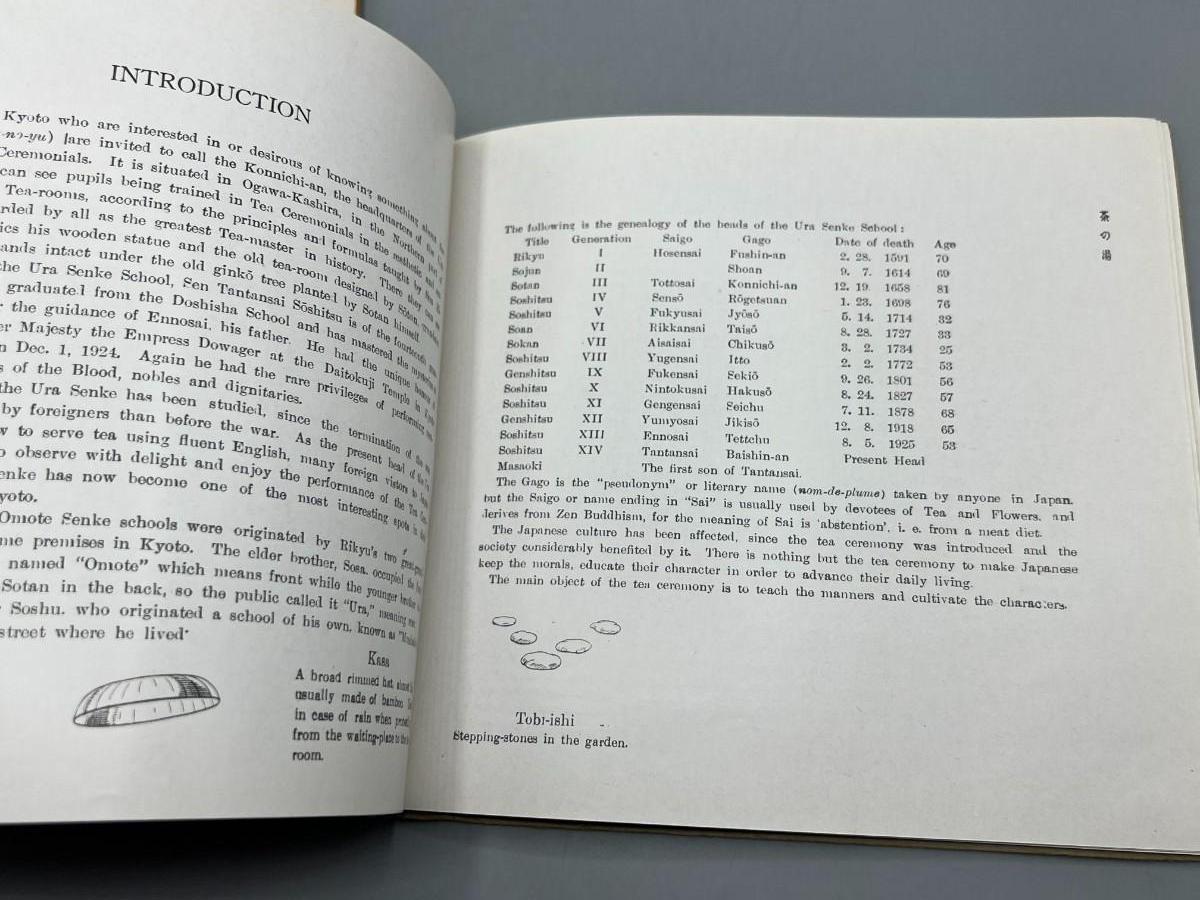 INTRODUCTION
Kyoto who are interested in or desirous of knowing something
are invited to call the Konnichi-an, the headquarters of the
Ceremonials. It is situated in Ogawa-Kashira, in the Northern part
can see pupils being trained in Tea Ceremonials in the
Tea-rooms, according to the principles and formulas taught by
by all as the greatest Tea-master in history. There
his wooden statue and the old tea-room designed by Sōtan,
intact under the old ginkō tree planted by Sotan himself.
the Ura Senke School, Sen Tantansai Sōshitsu is of the fourteenth
graduated from the Doshisha School and has mastered the
the guidance of Ennosai, his father. He had the unique
Majesty the Empress Dowager at the Daitokuji Temple in
Dec. 1, 1924. Again he had the rare privileges of performing
of the Blood, nobles and dignitaries.
the Ura Senke has been studied, since the termination of the
by foreigners than before the war. As the present head of the
to serve tea using fluent English, many foreign vistors to
observe with delight and enjoy the performance of the Tea
has now become one of the most interesting spots in
Omote Senke schools were originated by Rikyu's two
premises in Kyoto. The elder brother, Sosa, occupied the
named "Omote" which means front while the younger brother
Sotan in the back, so the public called it "Ura," meaning
Soshu. who originated a school of his own, known as
street where he lived
Kasa
A broad rimmed hat,
usually made of bamboo
in case of rain when
from the waiting-place to the
room.
茶の湯
The following is the genealogy of the heads of the Ura Senke School:
Title Generation Saigo Gago Date of death Age
Rikyu I Hosensai Fushin-an 2. 28. 1591 70
Sojun II Shoan 9. 7. 1614 69
Sotan III Tottosai Konnichi-an 12. 19. 1658 81
Soshitsu IV Sensō Rōgetsuan 1. 23. 1698 76
Soshitsu V Fukyusai Jyōsō 5. 14. 1714 32
Soan VI Rikkansai Taisō 8. 28. 1727 33
Sokan VII Aisaisai Chikusō 3. 2. 1734 25
Soshitsu VIII Yugensai Itto 2. 2. 1772 53
Genshitsu IX Fukensai Sekiō 9. 26. 1801 56
Soshitsu X Nintokusai Hakusō 8. 24. 1827 57
Soshitsu XI Gengensai Seichu 7. 11. 1878 68
Genshitsu XII Yumyosai Jikisō 12. 8. 1918 65
Soshitsu XIII Ennosai Tettchu 8. 5. 1925 53
Soshitsu XIV Tantansai Baishin-an Present Head
Masaoki The first son of Tantansai.
The Gago is the "pseudonym" or literary name (nom-de-plume) taken by anyone in Japan.
but the Saigo or name ending in "Sai" is usually used by devotees of Tea and Flowers. and
derives from Zen Buddhism, for the meaning of Sai is 'abstention', i. e. from a meat diet.
The Japanese culture has been affected, since the tea ceremony was introduced and the
society considerably benefited by it. There is nothing but the tea ceremony to make Japanese
keep the morals, educate their character in order to advance their daily living.
The main object of the tea ceremony is to teach the manners and cultivate the characters.
Tobi-ishi
Stepping-stones in the garden.